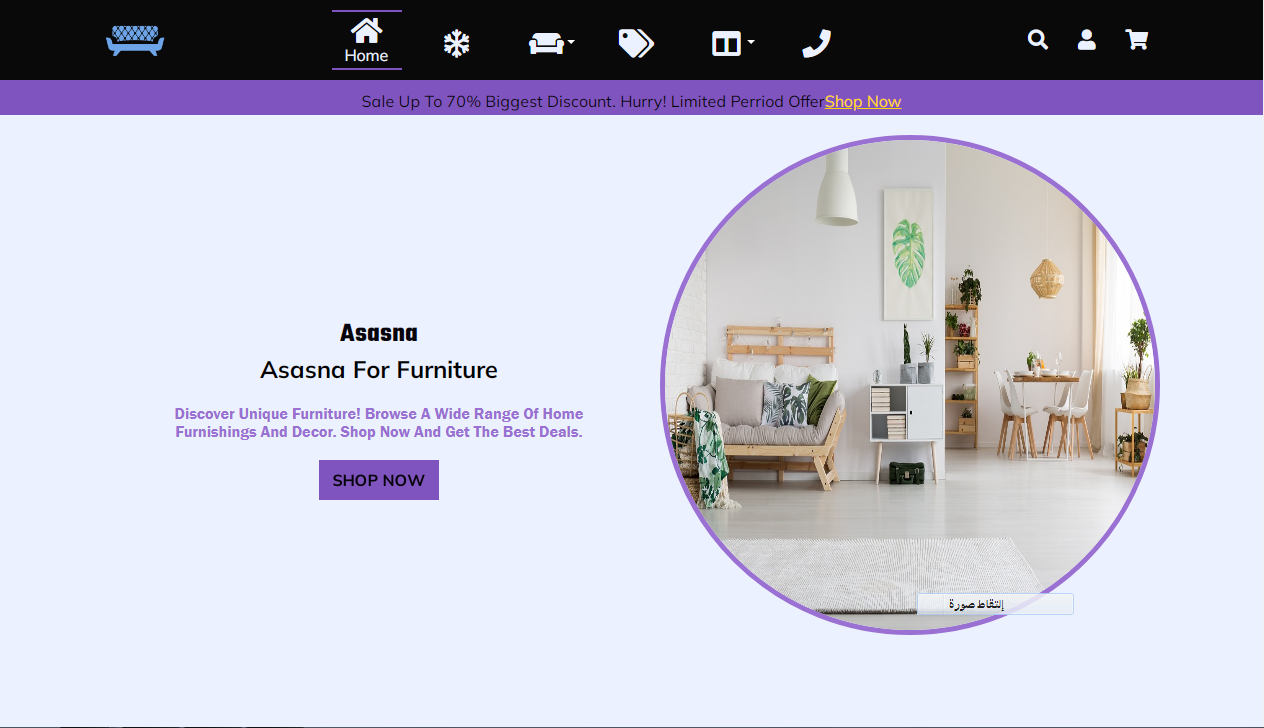 Home
Sale Up To 70% Biggest Discount. Hurry! Limited Perriod OfferShop Now
Asasna
Asasna For Furniture
Discover Unique Furniture! Browse A Wide Range Of Home
Furnishings And Decor. Shop Now And Get The Best Deals.
SHOP NOW
إلتقاط صورة